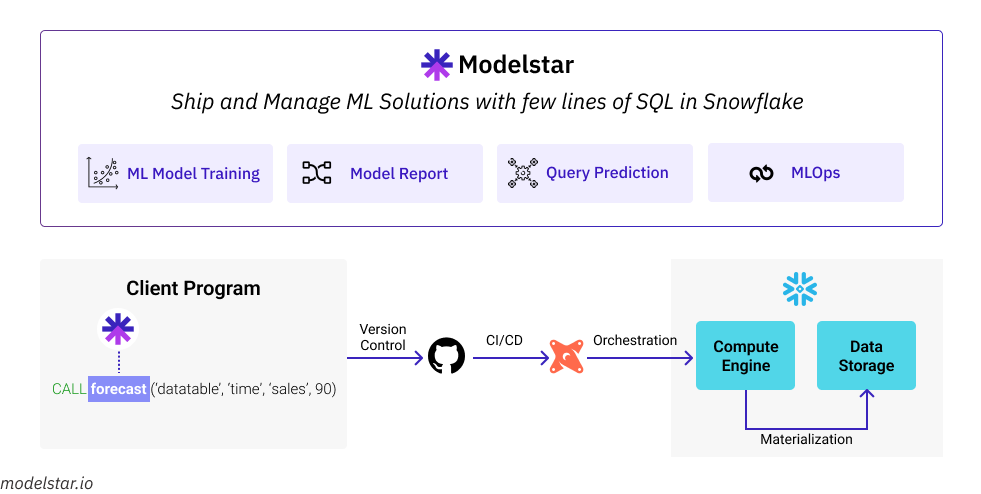 Modelstar
Ship and Manage ML Solutions with few lines of SQL in Snowflake
ML Model Training
Model Report
Query Prediction
MLOps
Client Program
CALL forecast (‘datatable’, ‘time’, ‘sales’, 90)
Version
Control
CI/CD
Orchestration
Compute
Engine
Data
Storage
Materialization
modelstar.io